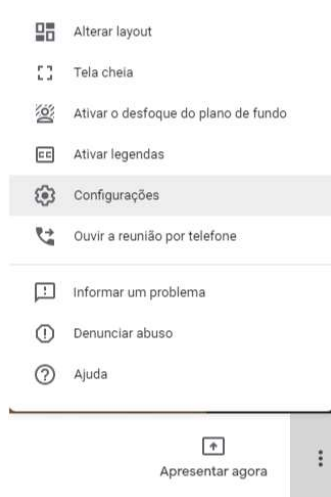 Alterar layout
Tela cheia
Ativar o desfoque do plano de fundo
CC Ativar legendas
Configurações
Ouvir a reunião por telefone
Informar um problema
Denunciar abuso
Ajuda
Apresentar agora